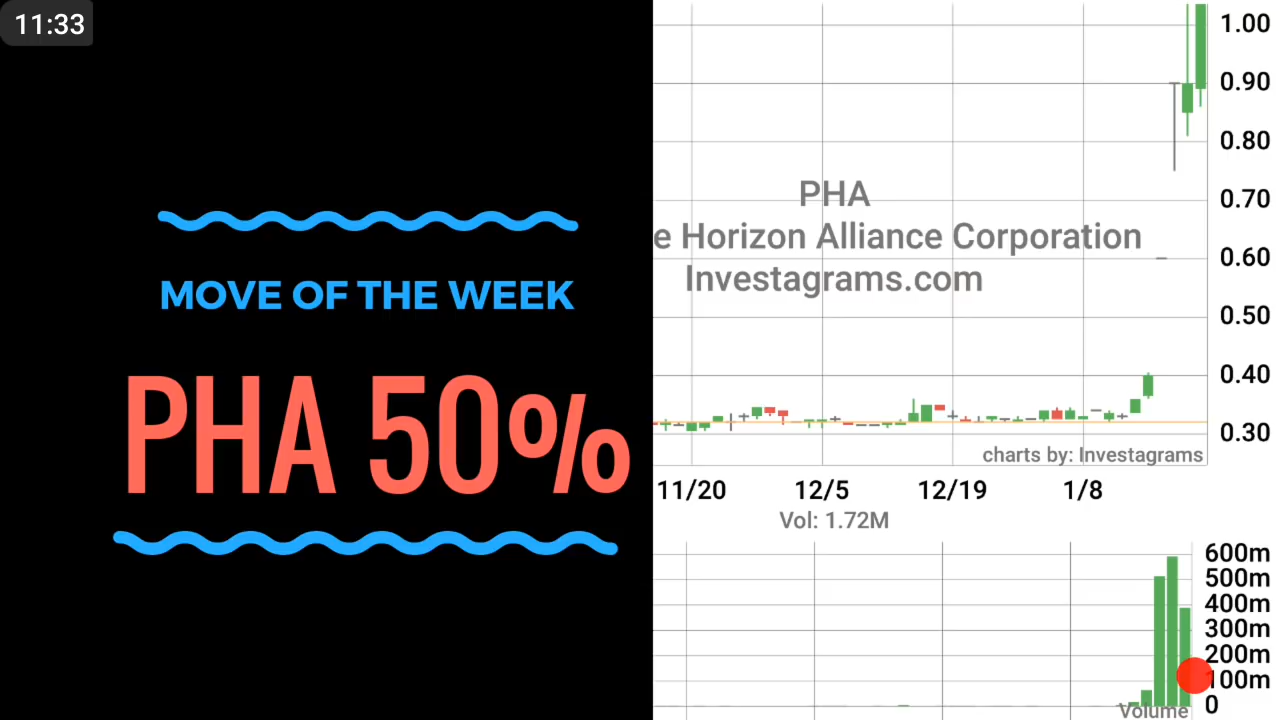 11:33
MOVE OF THE WEEK
PHA 50%
PHA
e Horizon Alliance Corporation
Investagrams.com
1.00
0.90
0.80
0.70
0.60
0.50
0.40
0.30
charts by: Investagrams
11/20 12/5 12/19 1/8
Vol: 1.72M
600m
500m
400m
300m
200m
100m
0
Volume